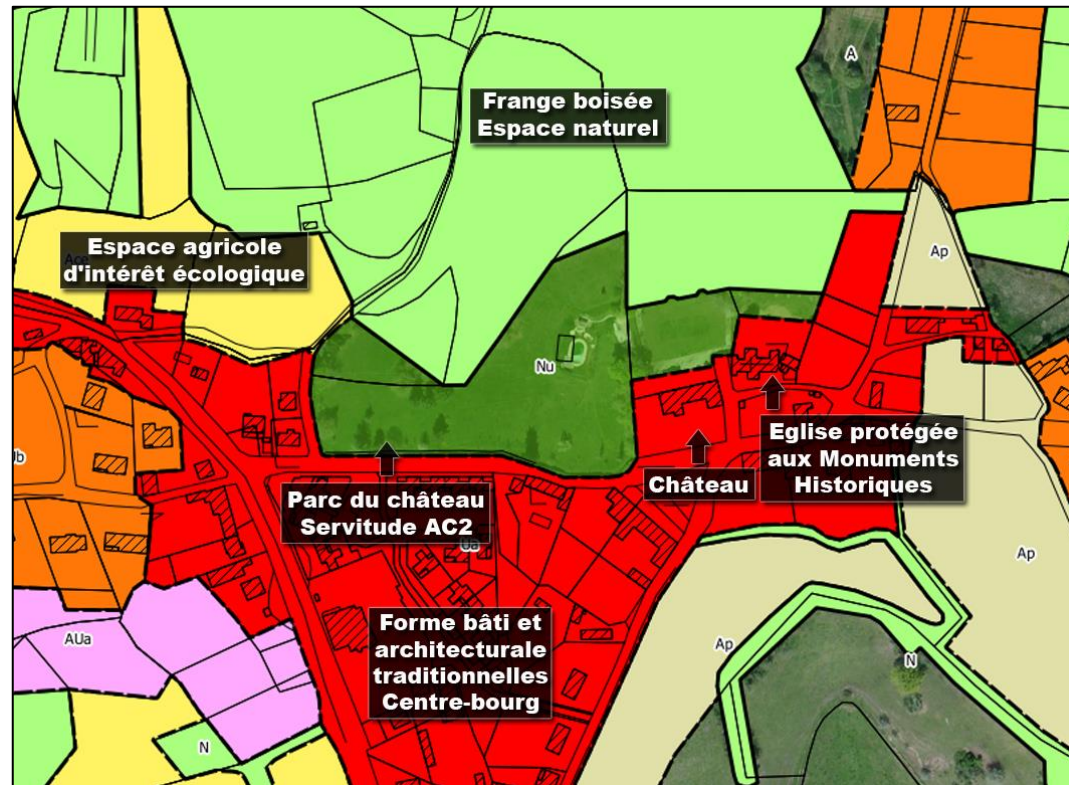 A
Frange boisée
Espace naturel
Espace agricole
d'intérêt écologique
Ap
Nu
Eglise protégée
aux Monuments
Historiques
Château
Parc du château
Servitude AC2
Ub
Ua
Ap
Forme bâti et
architecturale
traditionnelles
Centre-bourg
AUa
Ap
N
N